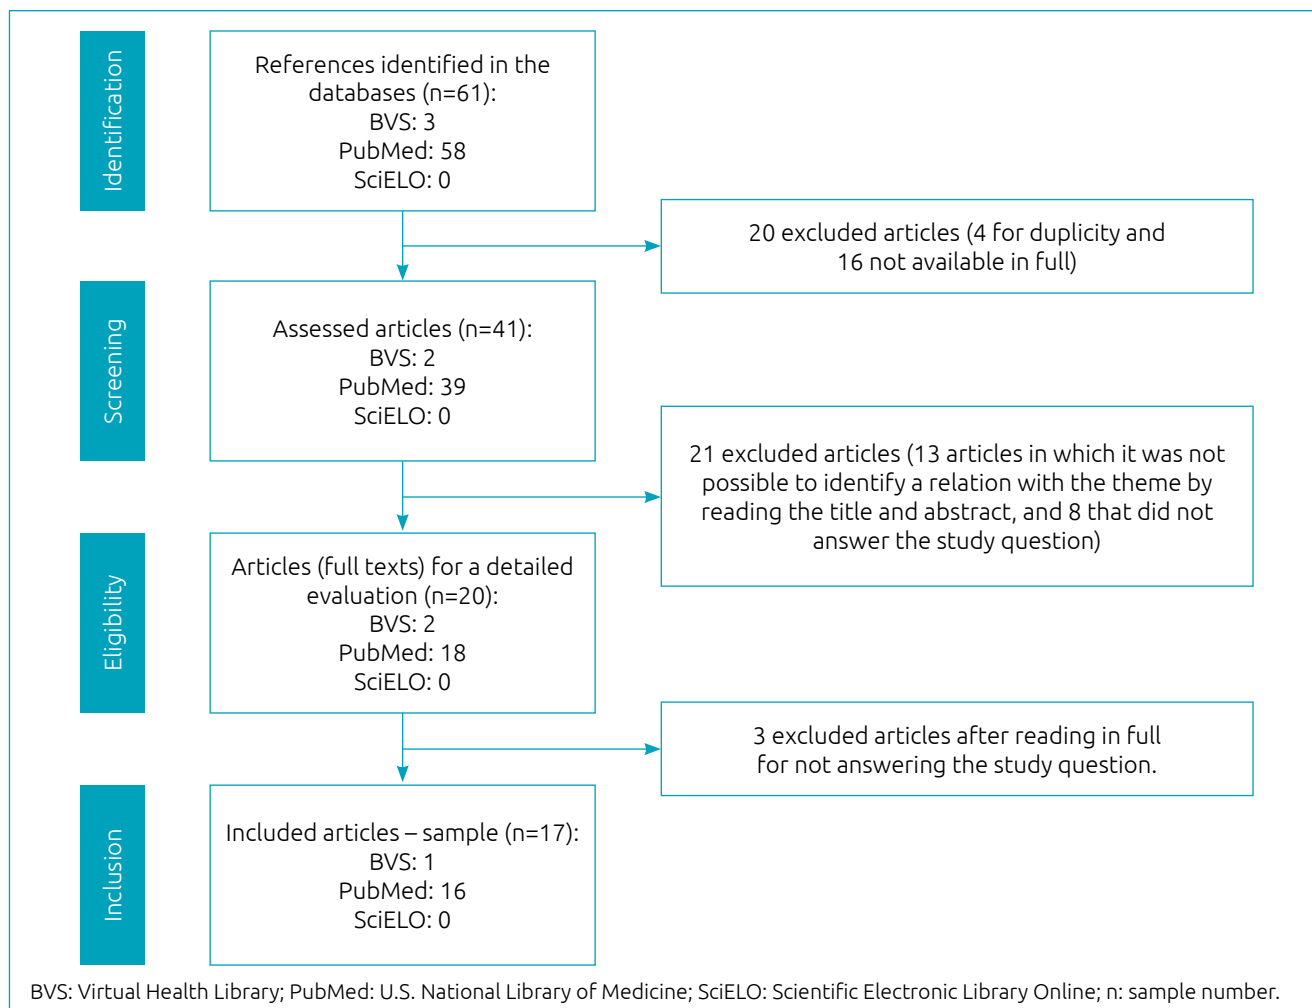 Identification
References identified in the
databases (n=61):
BVS: 3
PubMed: 58
SciELO: 0
20 excluded articles (4 for duplicity and
16 not available in full)
Screening
Assessed articles (n=41):
BVS: 2
PubMed: 39
SciELO: 0
21 excluded articles (13 articles in which it was not
possible to identify a relation with the theme by
reading the title and abstract, and 8 that did not
answer the study question)
Eligibility
Articles (full texts) for a detailed
evaluation (n=20):
BVS: 2
PubMed: 18
SciELO: 0
3 excluded articles after reading in full
for not answering the study question.
Inclusion
Included articles – sample (n=17):
BVS: 1
PubMed: 16
SciELO: 0
BVS: Virtual Health Library; PubMed: U.S. National Library of Medicine; SciELO: Scientific Electronic Library Online; n: sample number.